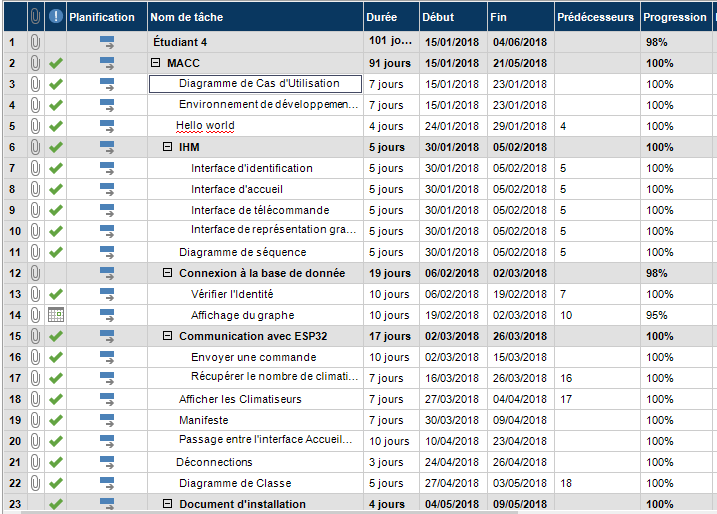 Planification Nom de tâche Durée Début Fin Prédécesseurs Progression
1 Étudiant 4 101 jo... 15/01/2018 04/06/2018 98%
2 MACC 91 jours 15/01/2018 21/05/2018 100%
3 Diagramme de Cas d'Utilisation 7 jours 15/01/2018 23/01/2018 100%
4 Environnement de développemen... 7 jours 15/01/2018 23/01/2018 100%
5 Hello world 4 jours 24/01/2018 29/01/2018 4 100%
6 IHM 5 jours 30/01/2018 05/02/2018 100%
7 Interface d'identification 5 jours 30/01/2018 05/02/2018 5 100%
8 Interface d'accueil 5 jours 30/01/2018 05/02/2018 5 100%
9 Interface de télécommande 5 jours 30/01/2018 05/02/2018 5 100%
10 Interface de représentation gra... 5 jours 30/01/2018 05/02/2018 5 100%
11 Diagramme de séquence 5 jours 30/01/2018 05/02/2018 5 100%
12 Connexion à la base de donnée 19 jours 06/02/2018 02/03/2018 98%
13 Vérifier l'Identité 10 jours 06/02/2018 19/02/2018 7 100%
14 Affichage du graphe 10 jours 19/02/2018 02/03/2018 10 95%
15 Communication avec ESP32 17 jours 02/03/2018 26/03/2018 100%
16 Envoyer une commande 10 jours 02/03/2018 15/03/2018 100%
17 Récupérer le nombre de climati... 7 jours 16/03/2018 26/03/2018 16 100%
18 Afficher les Climatiseurs 7 jours 27/03/2018 04/04/2018 17 100%
19 Manifeste 7 jours 30/03/2018 09/04/2018 100%
20 Passage entre l'interface Accueil... 10 jours 10/04/2018 23/04/2018 100%
21 Déconnections 3 jours 24/04/2018 26/04/2018 100%
22 Diagramme de Classe 5 jours 27/04/2018 03/05/2018 18 100%
23 Document d'installation 4 jours 04/05/2018 09/05/2018 100%